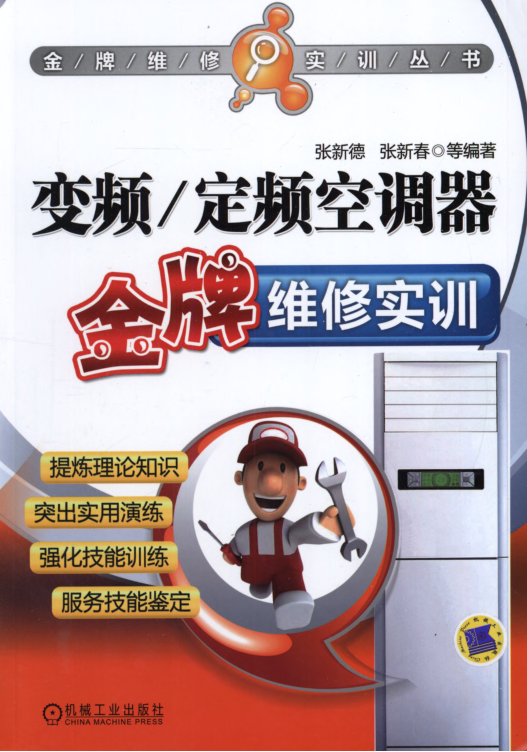 金/牌/维/修/实/训/丛/书
张新德 张新春◎等编著
变频/定频空调器
金牌
维修实训
提炼理论知识
突出实用演练
强化技能训练
服务技能鉴定
机械工业出版社
CHINA MACHINE PRESS